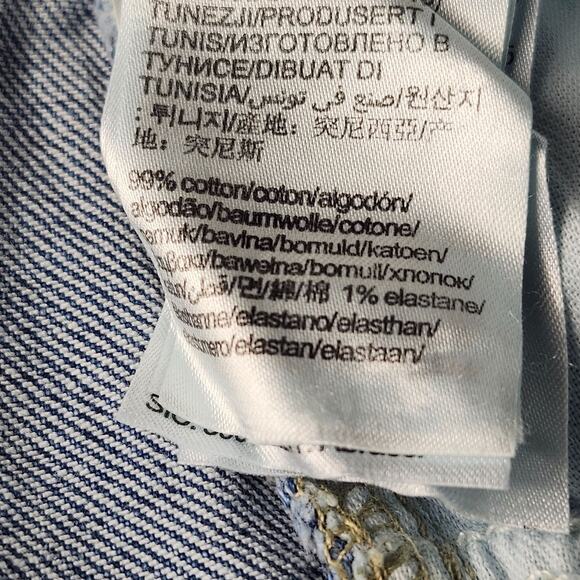 TUNEZJI/PRODUSERT I
TUNIS/ИЗГОТОВЛЕНО В
ТУНИСЕ/DIBUAT DI
TUNISIA/صنع في تونس/원산지
: 튀니지/產地：突尼西亞/产
地：突尼斯
99% cotton/coton/algodón/
algodão/baumwolle/cotone/
/bavlna/bomuld/katoen/
/bawełna/bomull/хлопок/
/قطن/면/綿/棉 1% elastane/
/elastano/elasthan/
/elastan/elastaan/